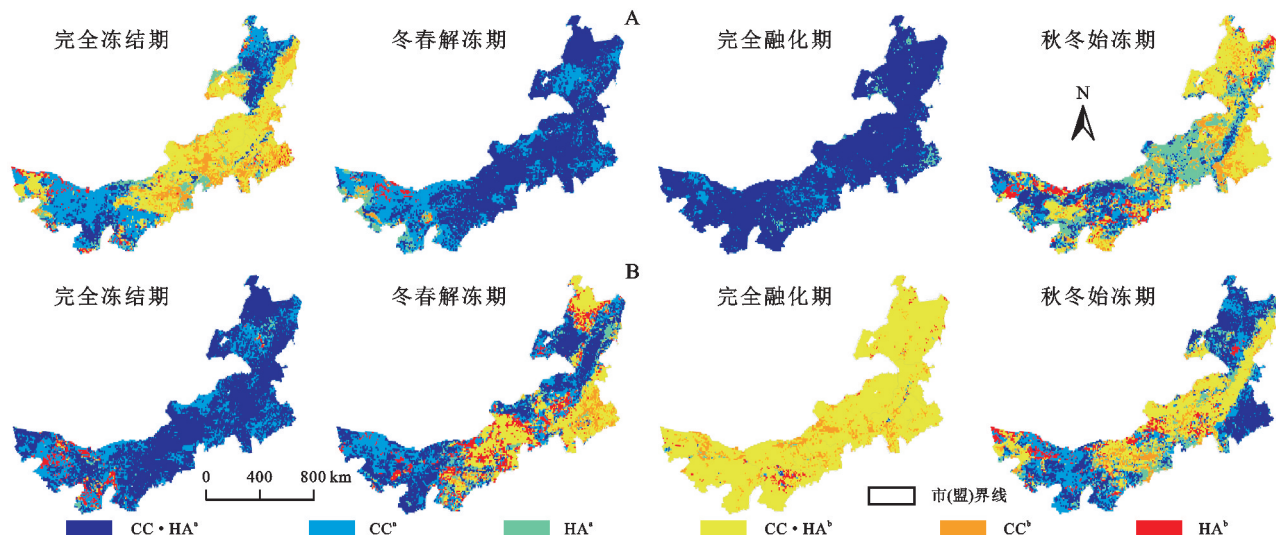 A
完全冻结期 冬春解冻期 完全融化期 秋冬始冻期
N
B
完全冻结期 冬春解冻期 完全融化期 秋冬始冻期
0 400 800 km
市(盟)界线
CC·HAᵃ CCᵃ HAᵃ CC·HAᵇ CCᵇ HAᵇ